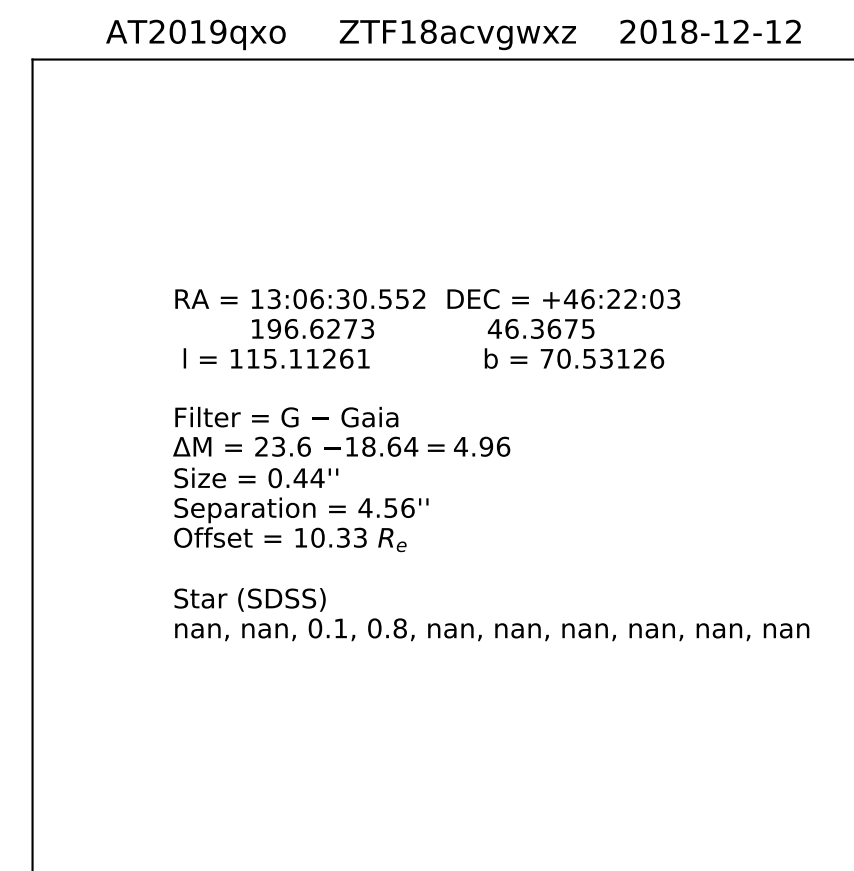 AT2019qxo ZTF18acvgwxz 2018-12-12
RA = 13:06:30.552 DEC = +46:22:03
196.6273 46.3675
l = 115.11261 b = 70.53126
Filter = G − Gaia
ΔM = 23.6 −18.64 = 4.96
Size = 0.44''
Separation = 4.56''
Offset = 10.33 Rₑ
Star (SDSS)
nan, nan, 0.1, 0.8, nan, nan, nan, nan, nan, nan